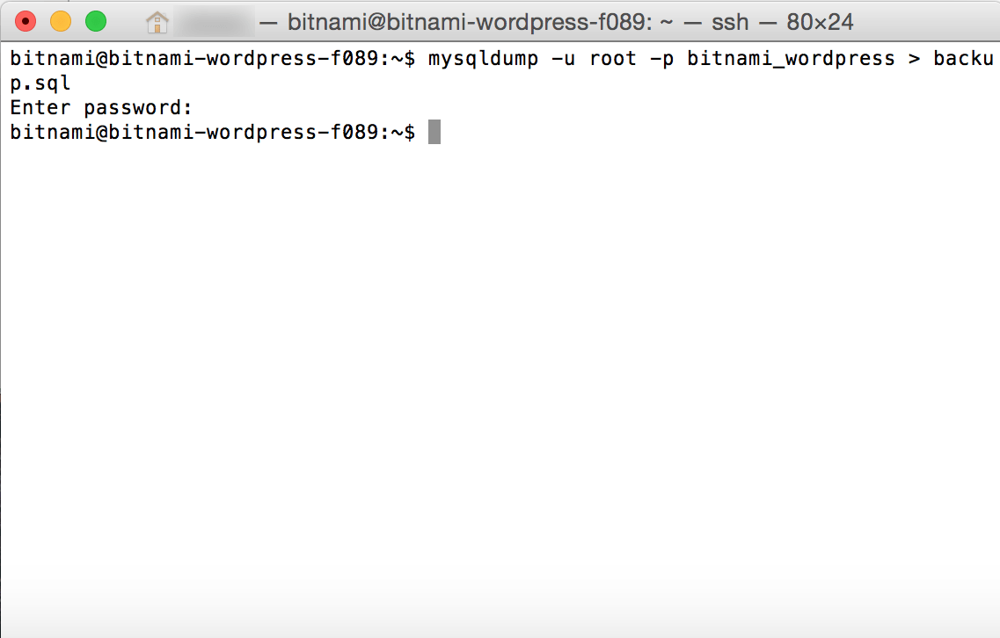 — bitnami@bitnami-wordpress-f089: ~ — ssh — 80×24
bitnami@bitnami-wordpress-f089:~$ mysqldump -u root -p bitnami_wordpress > backu
p.sql
Enter password:
bitnami@bitnami-wordpress-f089:~$